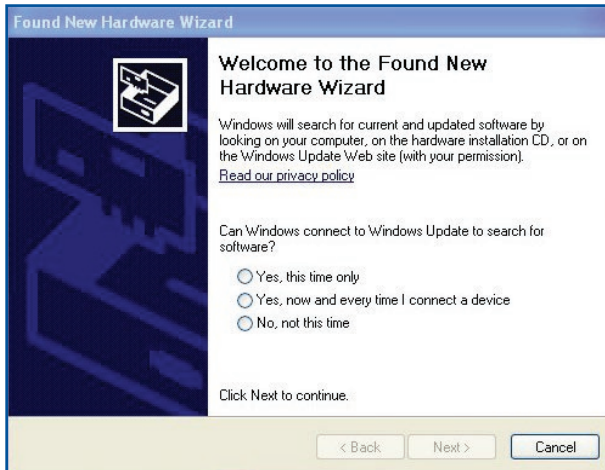 Found New Hardware Wizard
Welcome to the Found New
Hardware Wizard
Windows will search for current and updated software by
looking on your computer, on the hardware installation CD, or on
the Windows Update Web site (with your permission).
Read our privacy policy
Can Windows connect to Windows Update to search for
software?
Yes, this time only
Yes, now and every time I connect a device
No, not this time
Click Next to continue.
< Back Next > Cancel